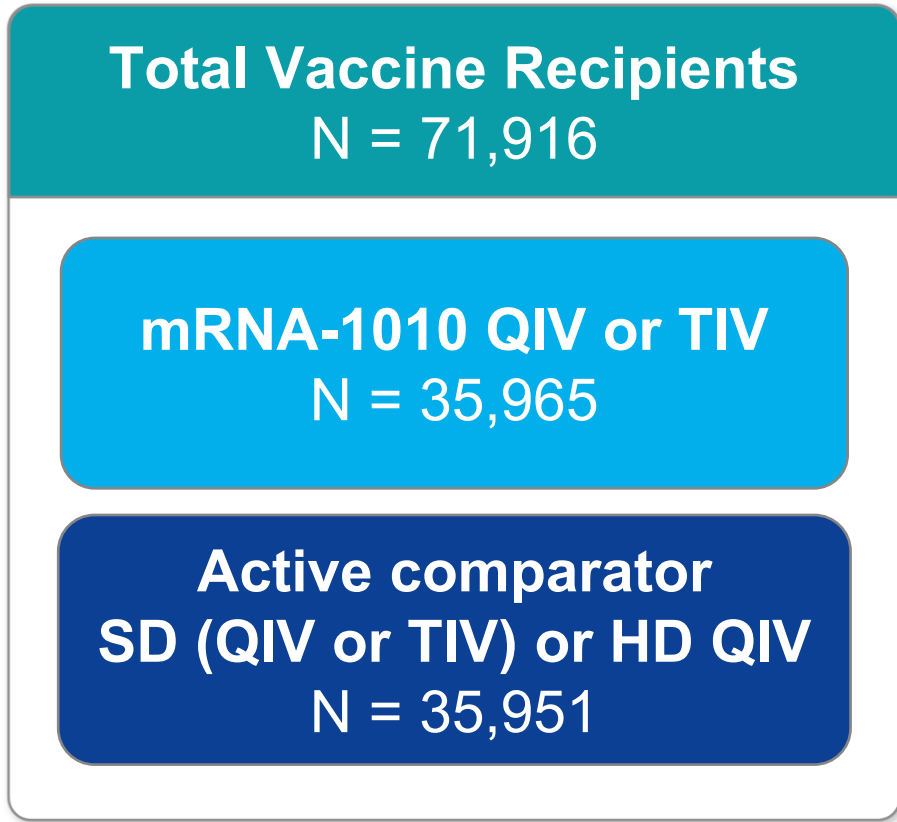 Total Vaccine Recipients
N = 71,916
mRNA-1010 QIV or TIV
N = 35,965
Active comparator
SD (QIV or TIV) or HD QIV
N = 35,951